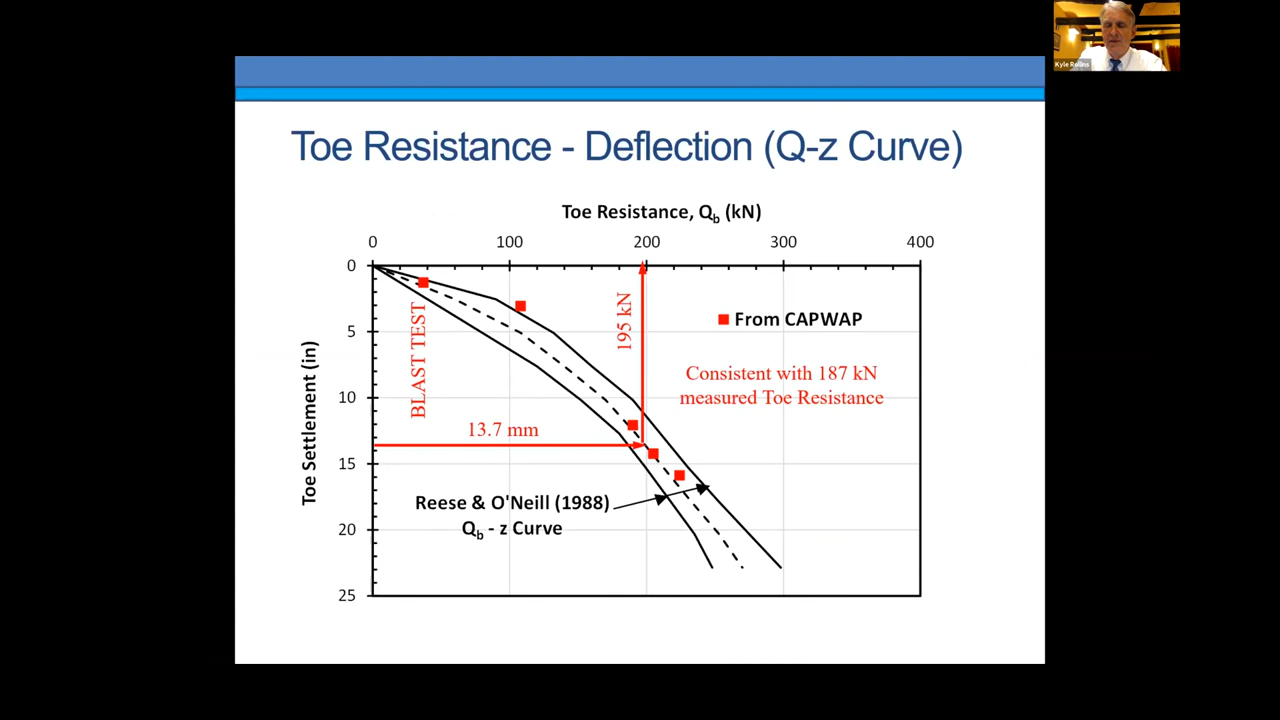 Kyle Rollins
Toe Resistance - Deflection (Q-z Curve)
Toe Resistance, Qb (kN)
0 100 200 300 400
0
5
10
15
20
25
Toe Settlement (in)
BLAST TEST
195 kN
From CAPWAP
Consistent with 187 kN
measured Toe Resistance
13.7 mm
Reese & O'Neill (1988)
Qb - z Curve